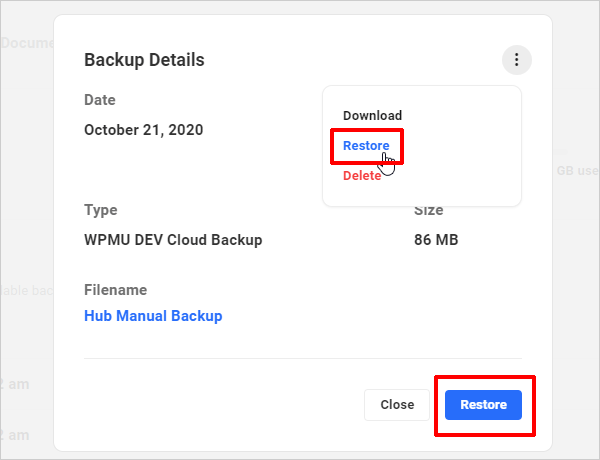 Docume
Backup Details
Date
October 21, 2020
Download
Restore
Delete
GB use
Type
Size
WPMU DEV Cloud Backup
86 MB
lable bac
Filename
Hub Manual Backup
2 am
Close
Restore
2 am